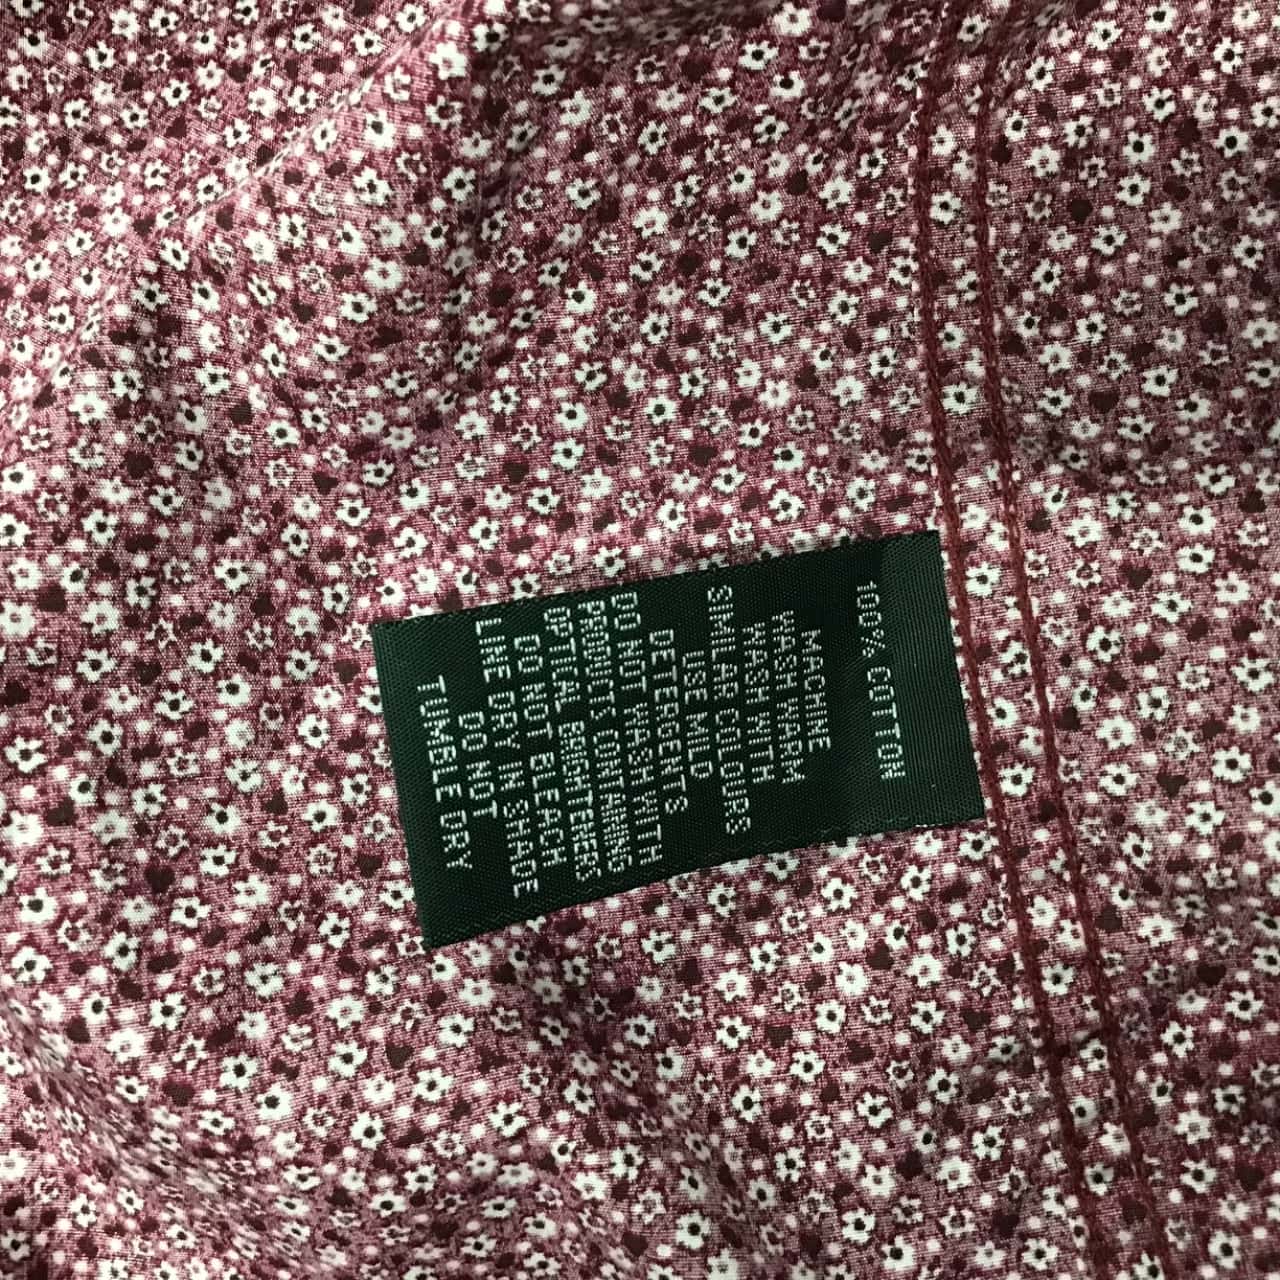 100% COTTON
MACHINE
WASH WARM
WASH WITH
SIMILAR COLOURS
USE MILD
DETERGENTS
DO NOT WASH WITH
PRODUCTS CONTAINING
OPTICAL BRIGHTENERS
DO NOT BLEACH
LINE DRY IN SHADE
DO NOT
TUMBLE DRY